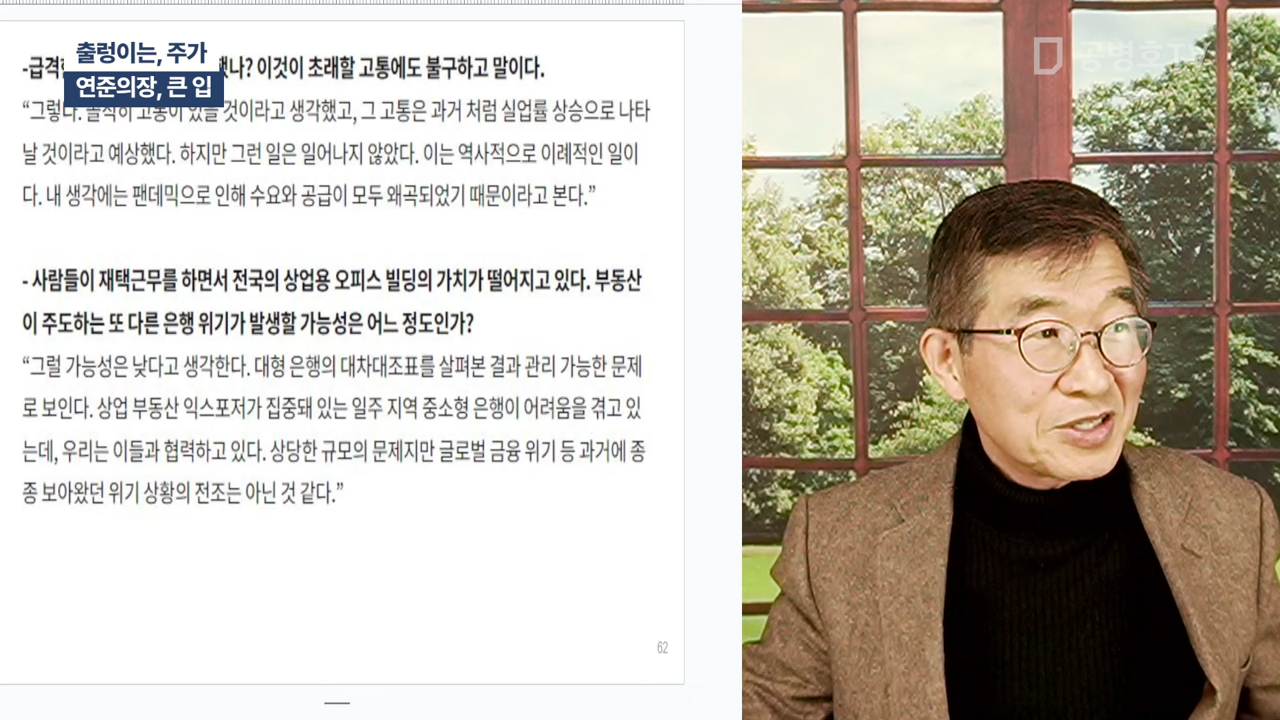 출렁이는, 주가
연준의장, 큰 입
-급격 했나? 이것이 초래할 고통에도 불구하고 말이다.
“그렇다. 솔직히 고통이 있을 것이라고 생각했고, 그 고통은 과거 처럼 실업률 상승으로 나타
날 것이라고 예상했다. 하지만 그런 일은 일어나지 않았다. 이는 역사적으로 이례적인 일이
다. 내 생각에는 팬데믹으로 인해 수요와 공급이 모두 왜곡되었기 때문이라고 본다.”
- 사람들이 재택근무를 하면서 전국의 상업용 오피스 빌딩의 가치가 떨어지고 있다. 부동산
이 주도하는 또 다른 은행 위기가 발생할 가능성은 어느 정도인가?
“그럴 가능성은 낮다고 생각한다. 대형 은행의 대차대조표를 살펴본 결과 관리 가능한 문제
로 보인다. 상업 부동산 익스포저가 집중돼 있는 일주 지역 중소형 은행이 어려움을 겪고 있
는데, 우리는 이들과 협력하고 있다. 상당한 규모의 문제지만 글로벌 금융 위기 등 과거에 종
종 보아왔던 위기 상황의 전조는 아닌 것 같다.”
62
공병호TV